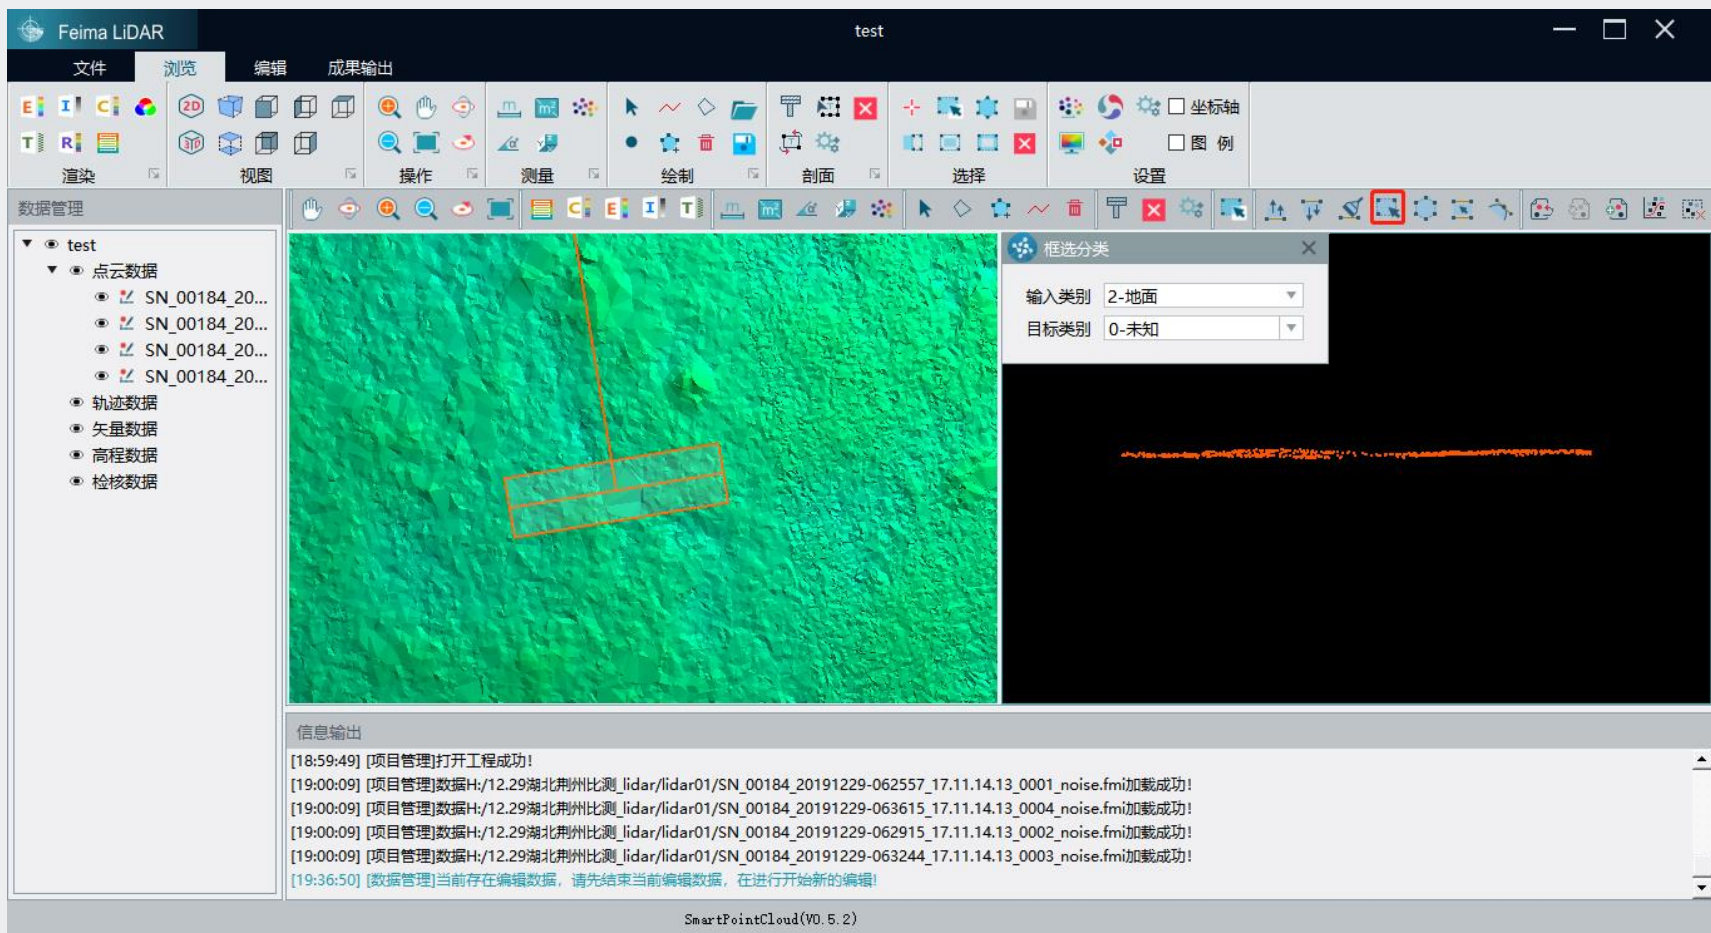 Feima LiDAR
test
文件 浏览 编辑 成果输出
坐标轴
图 例
渲染 视图 操作 测量 绘制 剖面 选择 设置
数据管理
test
点云数据
SN_00184_20...
SN_00184_20...
SN_00184_20...
SN_00184_20...
轨迹数据
矢量数据
高程数据
检核数据
框选分类
输入类别 2-地面
目标类别 0-未知
信息输出
[18:59:49] [项目管理]打开工程成功!
[19:00:09] [项目管理]数据H:/12.29湖北荆州比测_lidar/lidar01/SN_00184_20191229-062557_17.11.14.13_0001_noise.fmi加载成功!
[19:00:09] [项目管理]数据H:/12.29湖北荆州比测_lidar/lidar01/SN_00184_20191229-063615_17.11.14.13_0004_noise.fmi加载成功!
[19:00:09] [项目管理]数据H:/12.29湖北荆州比测_lidar/lidar01/SN_00184_20191229-062915_17.11.14.13_0002_noise.fmi加载成功!
[19:00:09] [项目管理]数据H:/12.29湖北荆州比测_lidar/lidar01/SN_00184_20191229-063244_17.11.14.13_0003_noise.fmi加载成功!
[19:36:50] [数据管理]当前存在编辑数据，请先结束当前编辑数据，在进行开始新的编辑!
SmartPointCloud(V0.5.2)